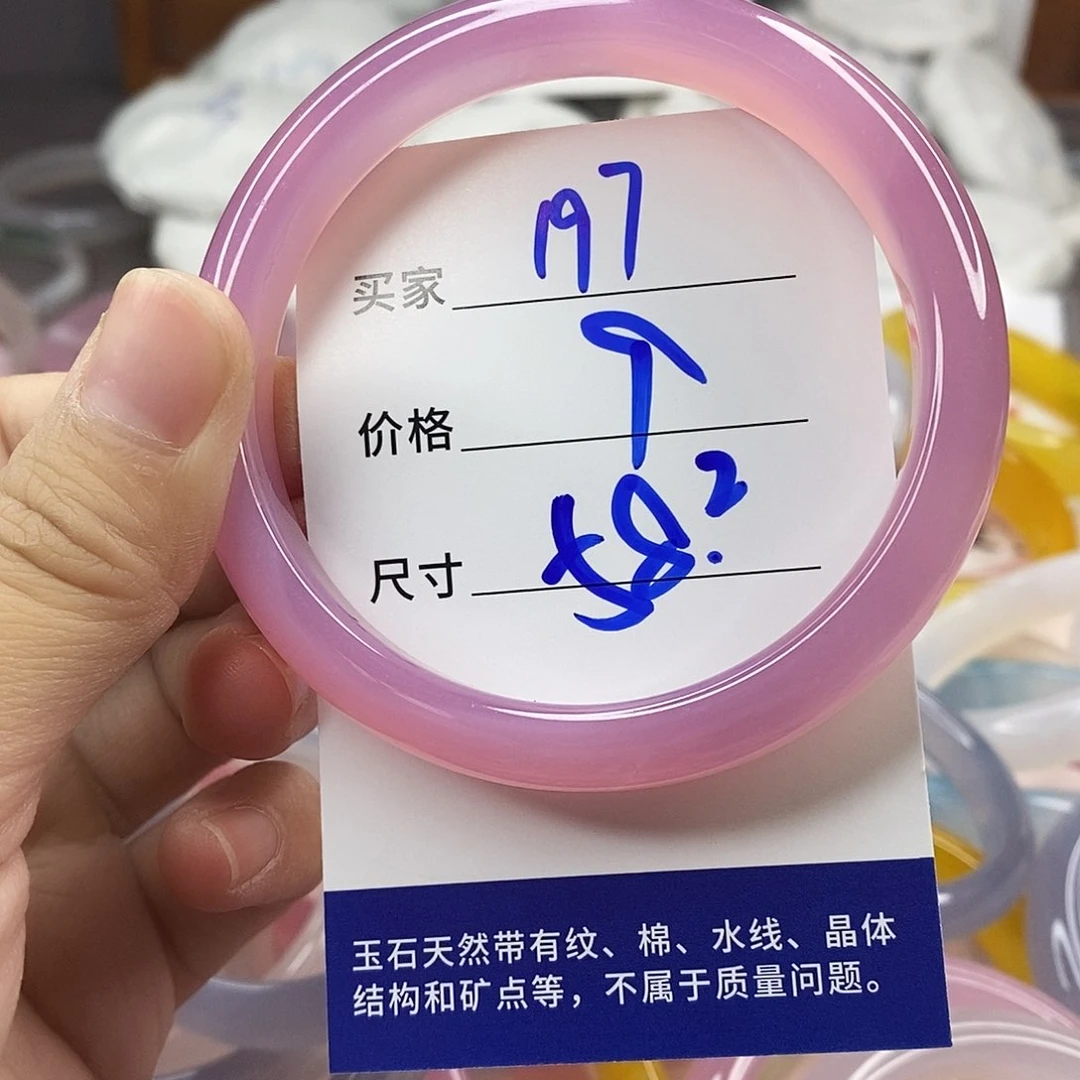 买家 197
价格 个
尺寸 58.2
玉石天然带有纹、棉、水线、晶体
结构和矿点等，不属于质量问题。